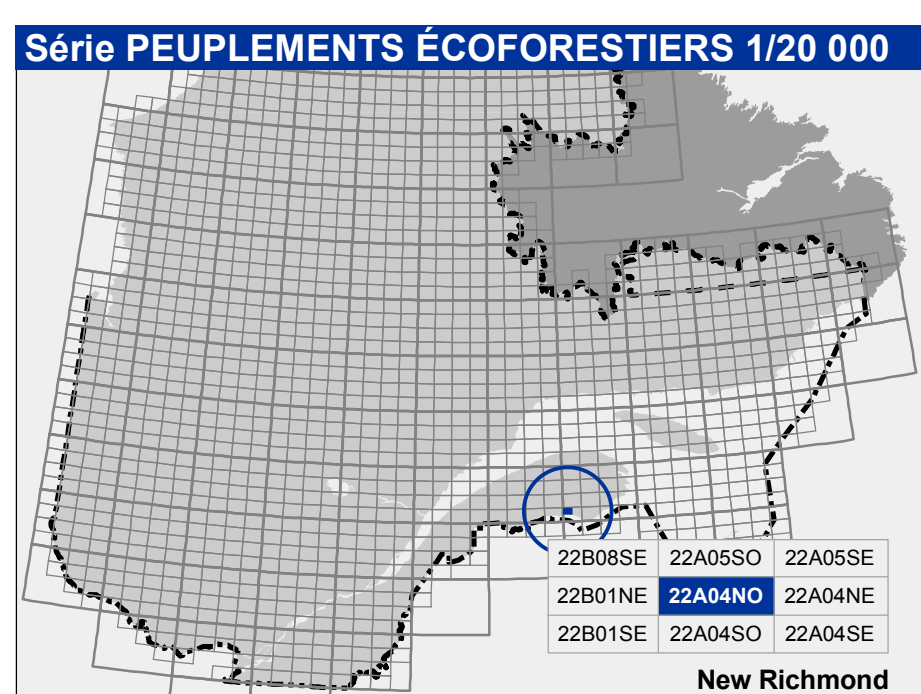 Série PEUPLEMENTS ÉCOFORESTIERS 1/20 000
22B08SE 22A05SO 22A05SE
22B01NE 22A04NO 22A04NE
22B01SE 22A04SO 22A04SE
New Richmond